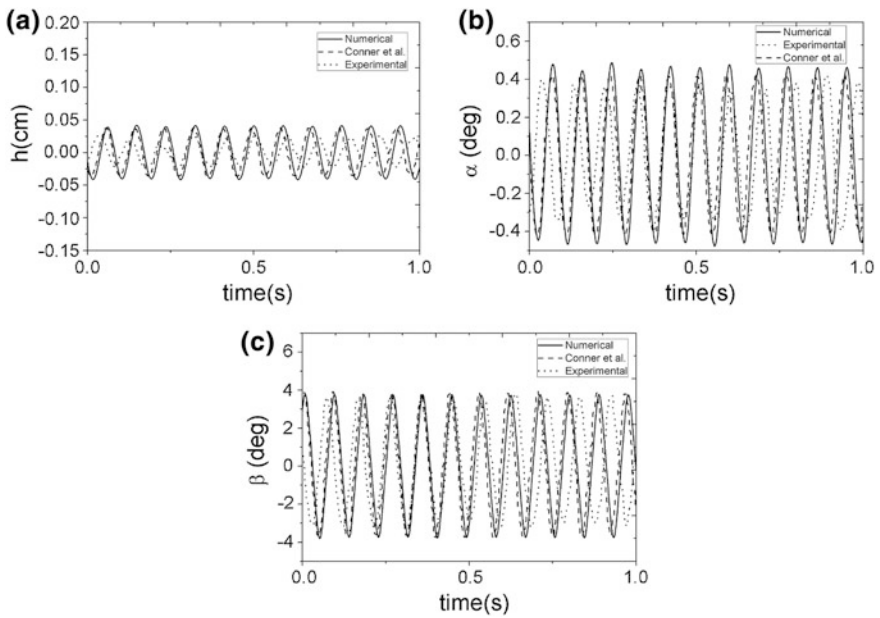 (a)
0.20
0.15
0.10
0.05
0.00
-0.05
-0.10
-0.15
h(cm)
Numerical
Conner et al.
Experimental
0.0
0.5
1.0
time(s)
(b)
0.4
0.2
0.0
-0.2
-0.4
α (deg)
Numerical
Experimental
Conner et al.
0.0
0.5
1.0
time(s)
(c)
6
4
2
0
-2
-4
β (deg)
Numerical
Conner et al.
Experimental
0.0
0.5
1.0
time(s)